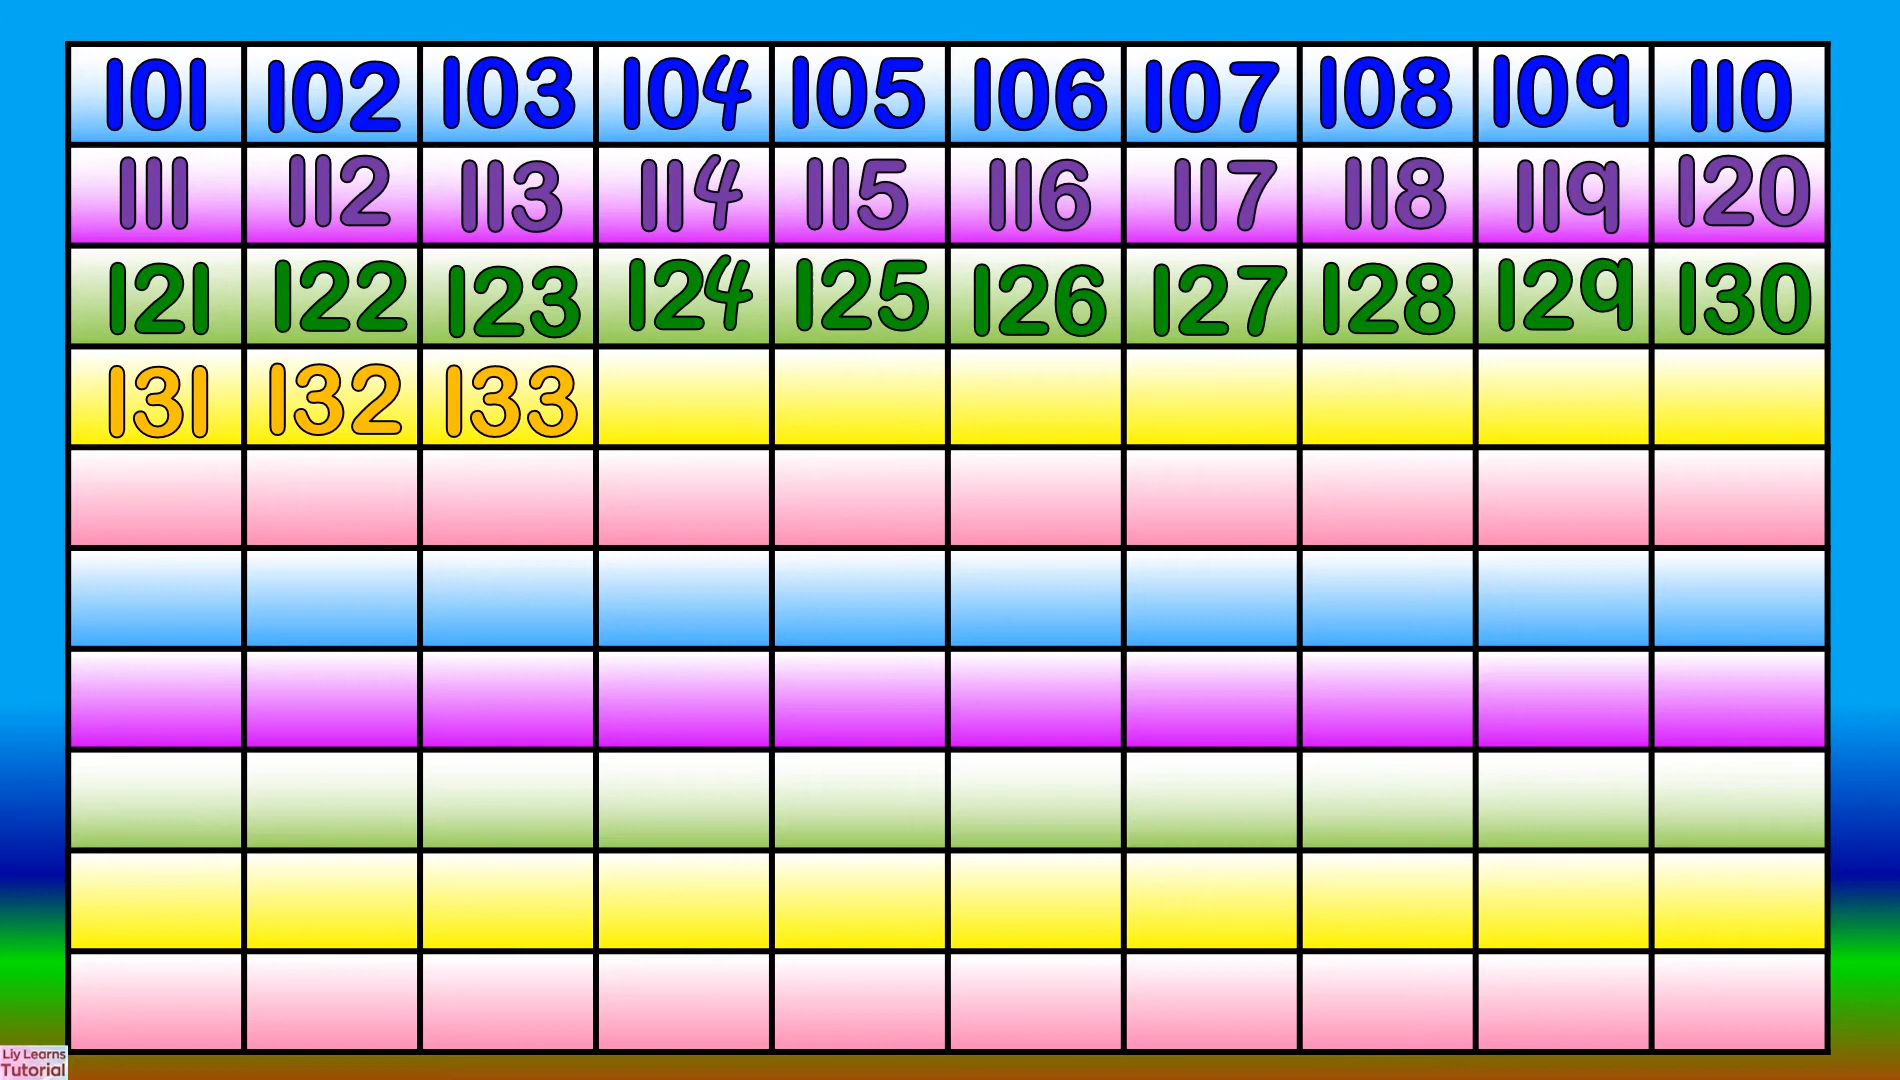 101 102 103 104 105 106 107 108 109 110
111 112 113 114 115 116 117 118 119 120
121 122 123 124 125 126 127 128 129 130
131 132 133
Liy Learns
Tutorial